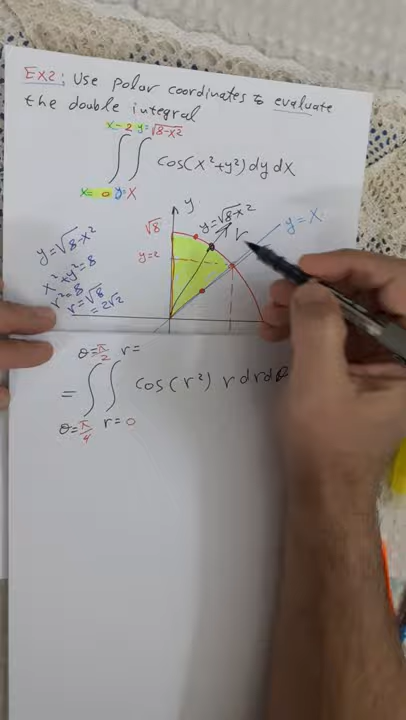 EX2: Use polar coordinates to evaluate
the double integral
x=2 y=√(8-x²)
∫∫ cos(x²+y²) dy dx
x=0 y=x
y
y=√(8-x²)
r
y=x
√8
y=2
y=√(8-x²)
x²+y²=8
r²=8
r=√8
=2√2
θ=π/2 r=
= ∫∫ cos(r²) r dr dθ
θ=π/4 r=0